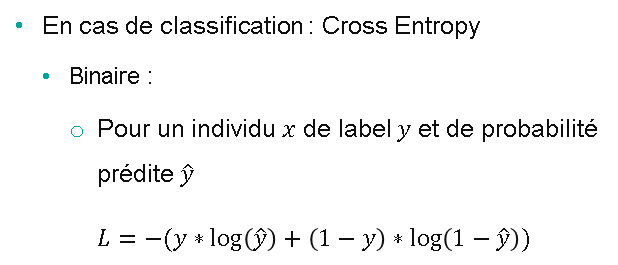 • En cas de classification : Cross Entropy
• Binaire :
o Pour un individu 𝑥 de label 𝑦 et de probabilité
prédite ŷ
𝐿 = −(𝑦 ∗ log(ŷ) + (1 − 𝑦) ∗ log(1 − ŷ))